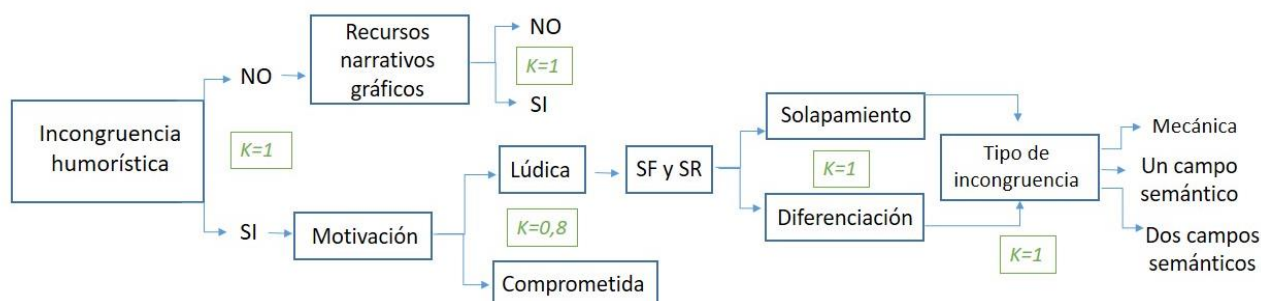 Incongruencia
humorística
NO
K=1
SI
Recursos
narrativos
gráficos
NO
K=1
SI
Motivación
Lúdica
K=0,8
Comprometida
SF y SR
Solapamiento
K=1
Diferenciación
Tipo de
incongruencia
K=1
Mecánica
Un campo
semántico
Dos campos
semánticos